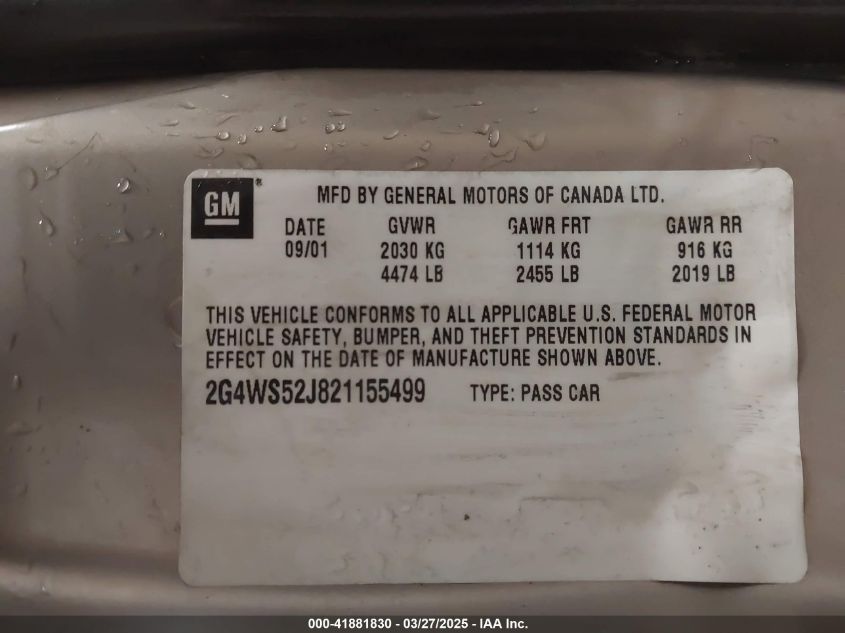 GM®
MFD BY GENERAL MOTORS OF CANADA LTD.
DATE GVWR GAWR FRT GAWR RR
09/01 2030 KG 1114 KG 916 KG
4474 LB 2455 LB 2019 LB
THIS VEHICLE CONFORMS TO ALL APPLICABLE U.S. FEDERAL MOTOR
VEHICLE SAFETY, BUMPER, AND THEFT PREVENTION STANDARDS IN
EFFECT ON THE DATE OF MANUFACTURE SHOWN ABOVE.
2G4WS52J821155499 TYPE: PASS CAR
000-41881830 - 03/27/2025 - IAA Inc.